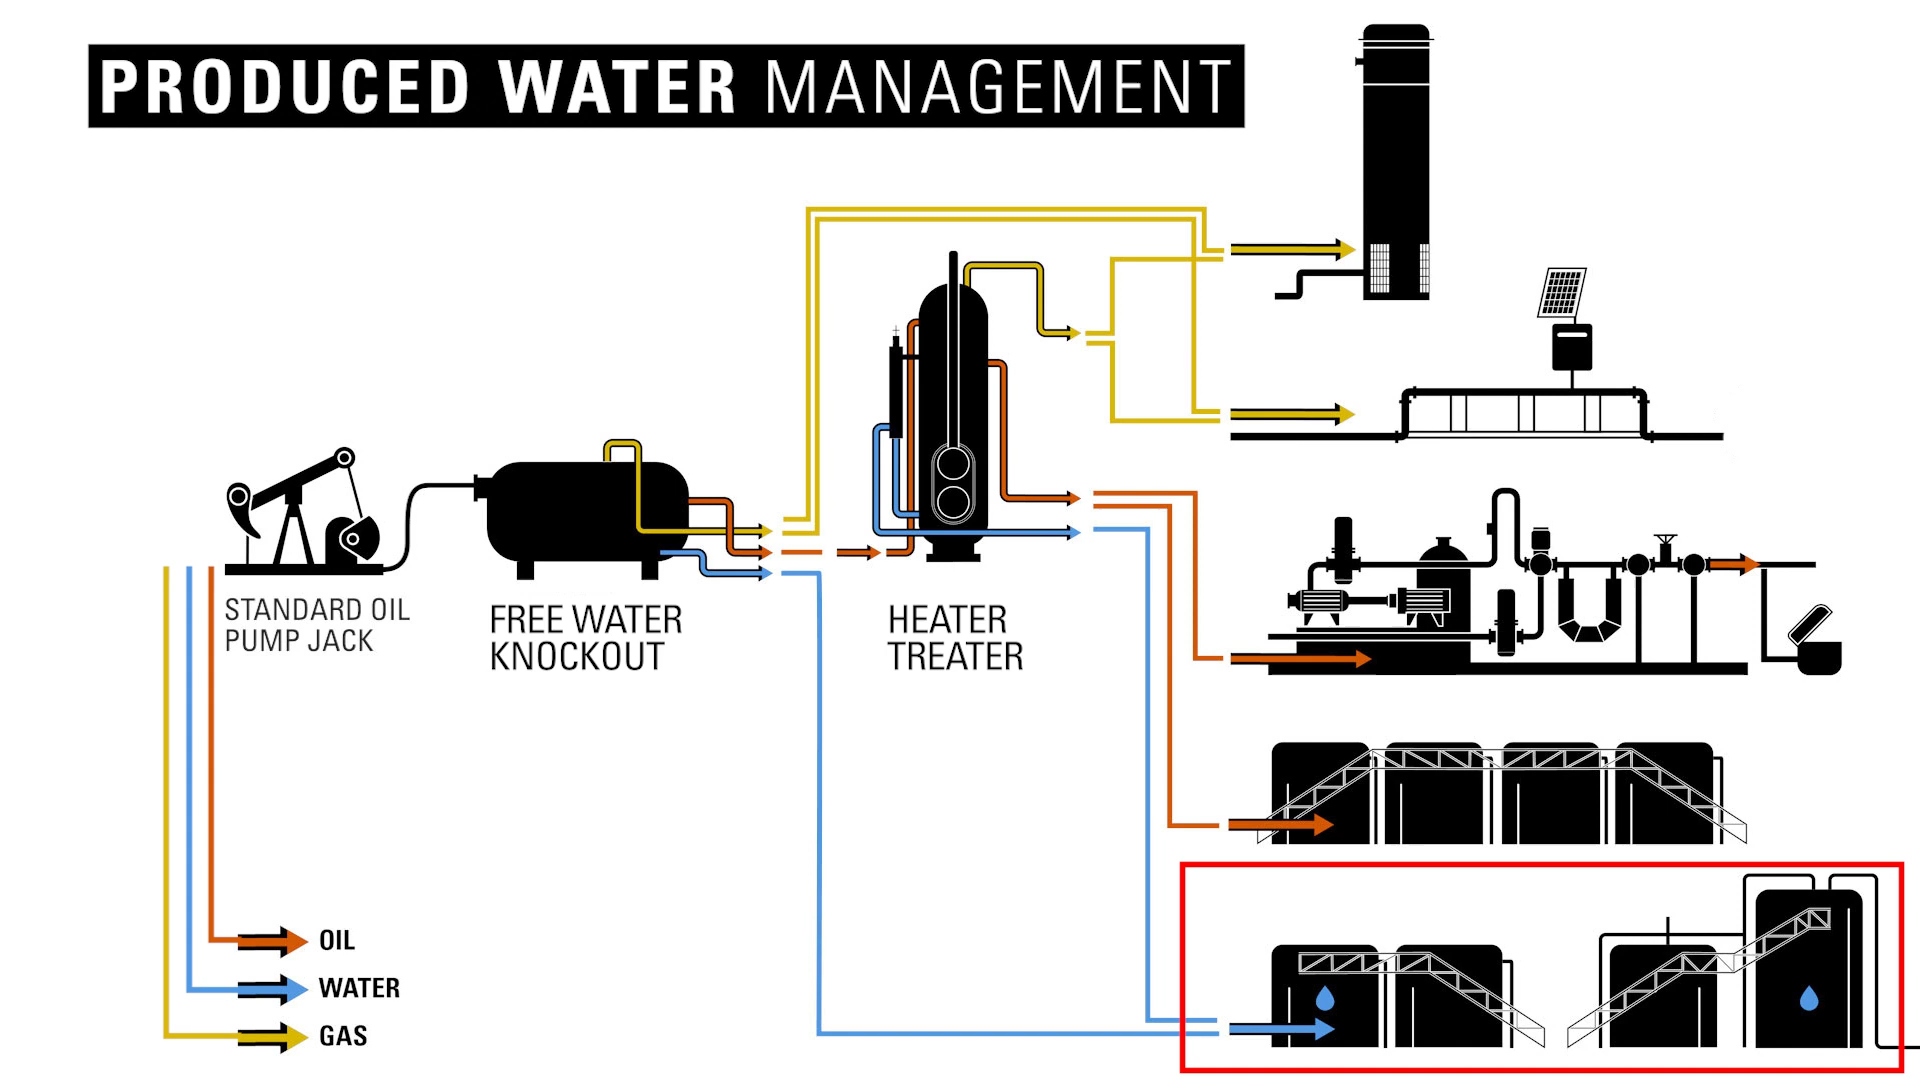 PRODUCED WATER MANAGEMENT
STANDARD OIL
PUMP JACK
FREE WATER
KNOCKOUT
HEATER
TREATER
OIL
WATER
GAS